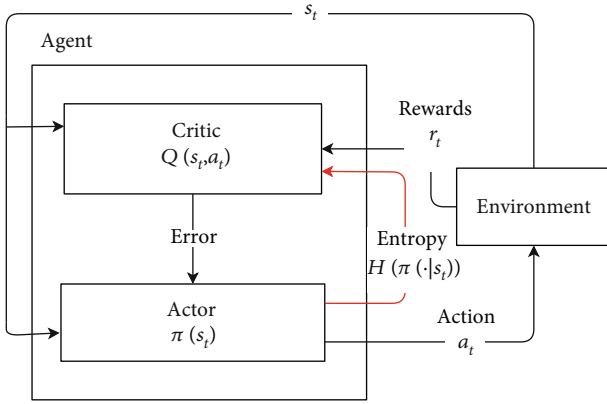 s_t
Agent
Critic
Q (s_t,a_t)
Rewards
r_t
Environment
Error
Entropy
H (π (·|s_t))
Actor
π (s_t)
Action
a_t